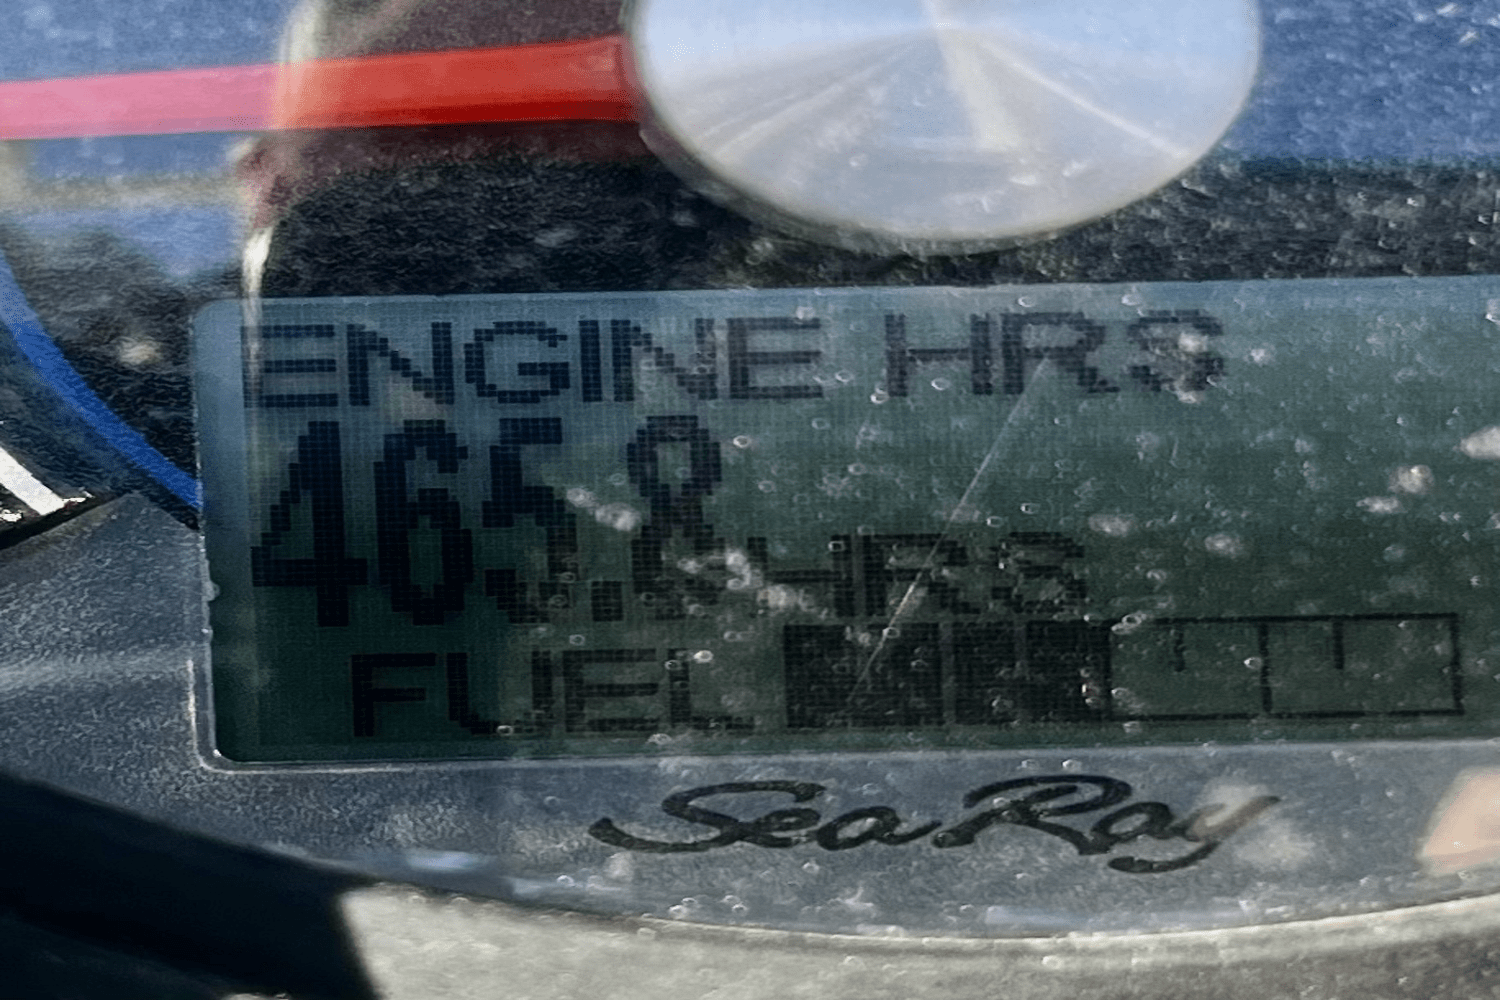 ENGINE HRS
465.8 HRS
FUEL
Sea Ray